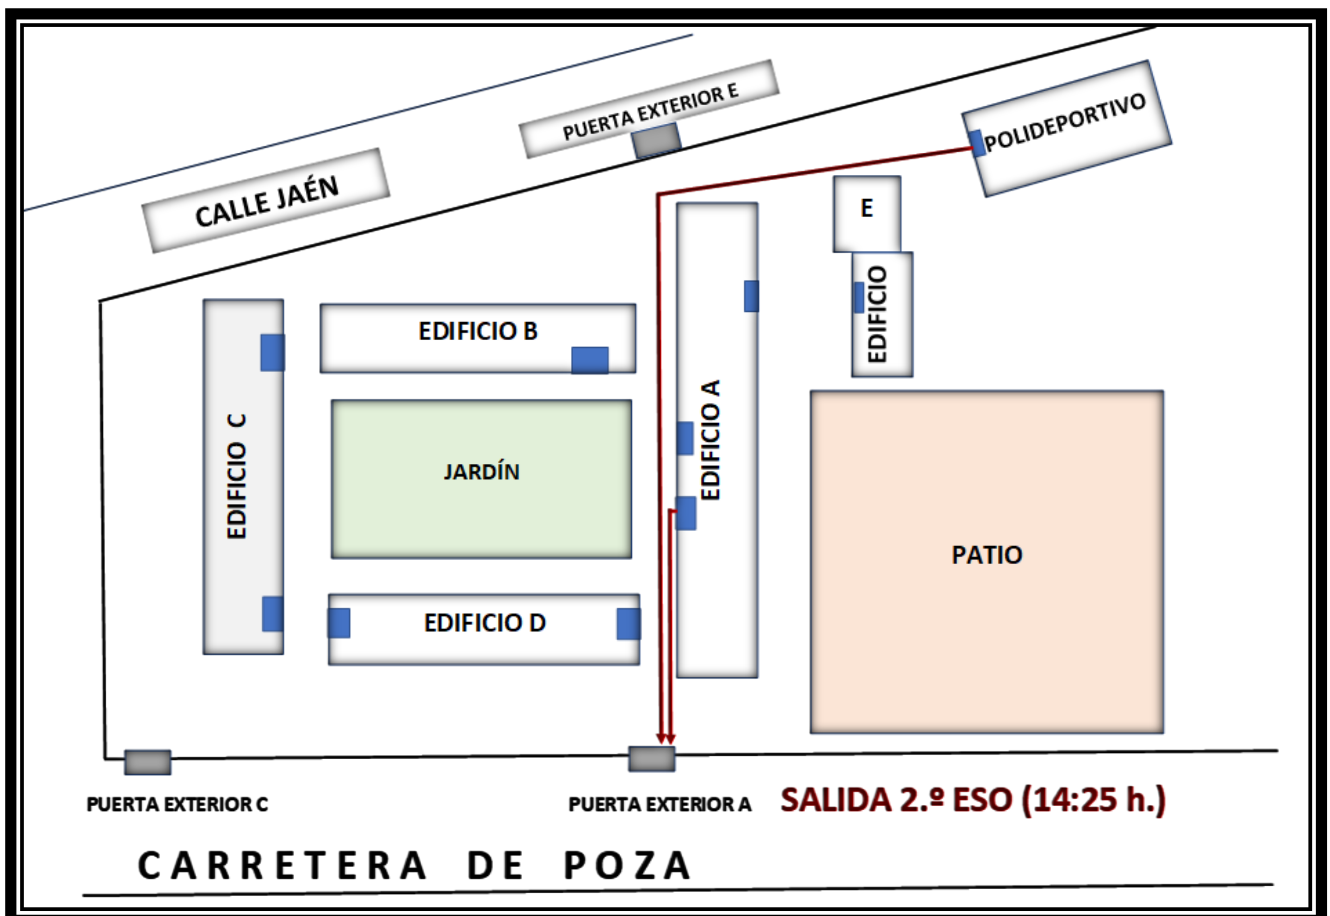 PUERTA EXTERIOR E
POLIDEPORTIVO
CALLE JAÉN
E
EDIFICIO
EDIFICIO B
EDIFICIO A
EDIFICIO C
JARDÍN
PATIO
EDIFICIO D
PUERTA EXTERIOR C
PUERTA EXTERIOR A
SALIDA 2.º ESO (14:25 h.)
CARRETERA DE POZA